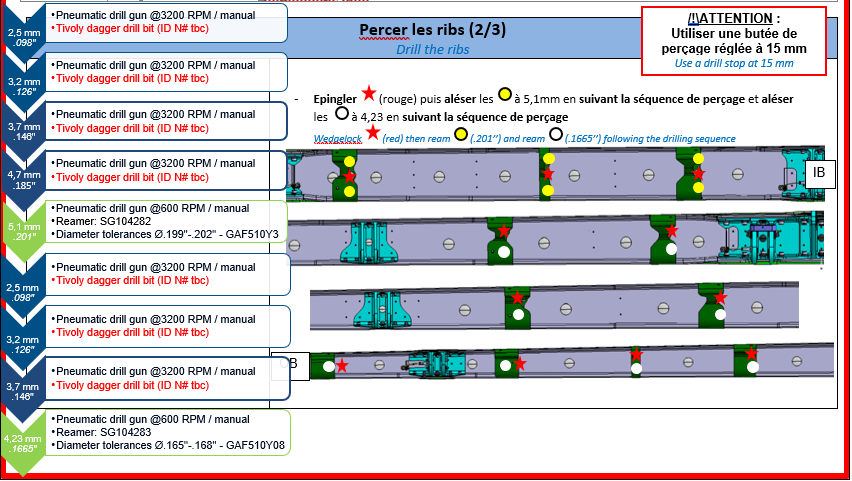 2,5 mm
.098"
•Pneumatic drill gun @3200 RPM / manual
•Tivoly dagger drill bit (ID N# tbc)
3,2 mm
.126"
•Pneumatic drill gun @3200 RPM / manual
•Tivoly dagger drill bit (ID N# tbc)
3,7 mm
.146"
•Pneumatic drill gun @3200 RPM / manual
•Tivoly dagger drill bit (ID N# tbc)
4,7 mm
.185"
•Pneumatic drill gun @3200 RPM / manual
•Tivoly dagger drill bit (ID N# tbc)
5,1 mm
.201"
•Pneumatic drill gun @600 RPM / manual
•Reamer: SG104282
•Diameter tolerances Ø.199"-.202" - GAF510Y3
2,5 mm
.098"
•Pneumatic drill gun @3200 RPM / manual
•Tivoly dagger drill bit (ID N# tbc)
3,2 mm
.126"
•Pneumatic drill gun @3200 RPM / manual
•Tivoly dagger drill bit (ID N# tbc)
3,7 mm
.146"
•Pneumatic drill gun @3200 RPM / manual
•Tivoly dagger drill bit (ID N# tbc)
4,23 mm
.1665"
•Pneumatic drill gun @600 RPM / manual
•Reamer: SG104283
•Diameter tolerances Ø.165"-.168" - GAF510Y08
Percer les ribs (2/3)
Drill the ribs
/!\ATTENTION :
Utiliser une butée de
perçage réglée à 15 mm
Use a drill stop at 15 mm
- Epingler (rouge) puis aléser les à 5,1mm en suivant la séquence de perçage et aléser
les à 4,23 en suivant la séquence de perçage
Wedgelock (red) then ream (.201’’) and ream (.1665’’) following the drilling sequence
IB